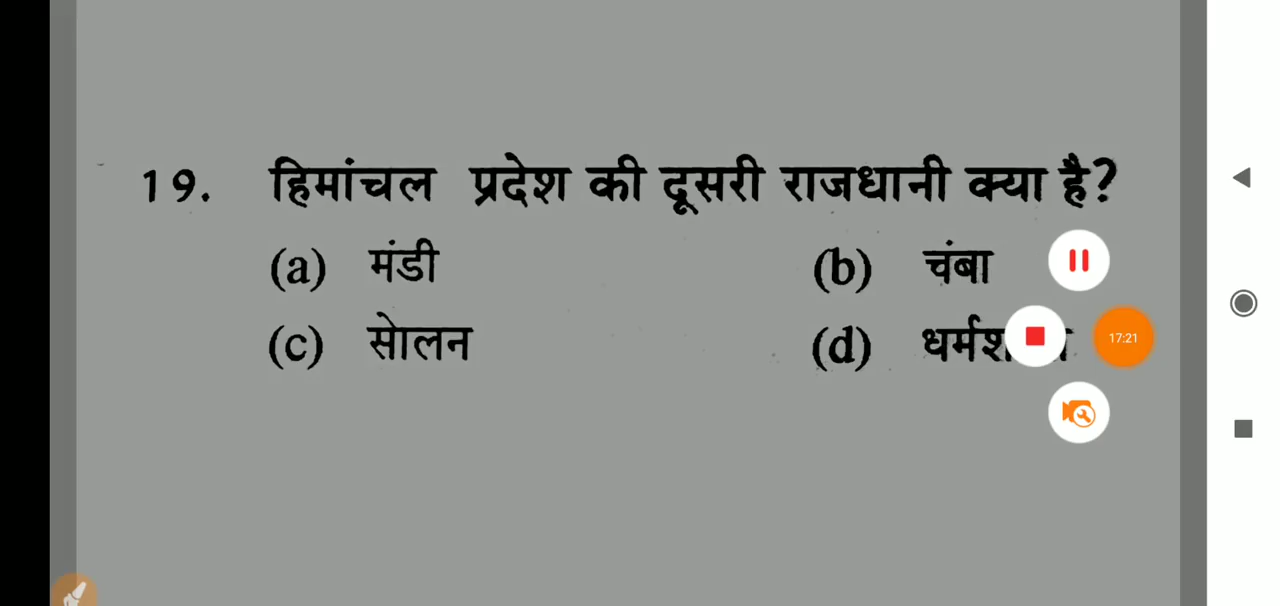 19. हिमांचल प्रदेश की दूसरी राजधानी क्या है?
(a) मंडी (b) चंबा
(c) सोलन (d)
17:21